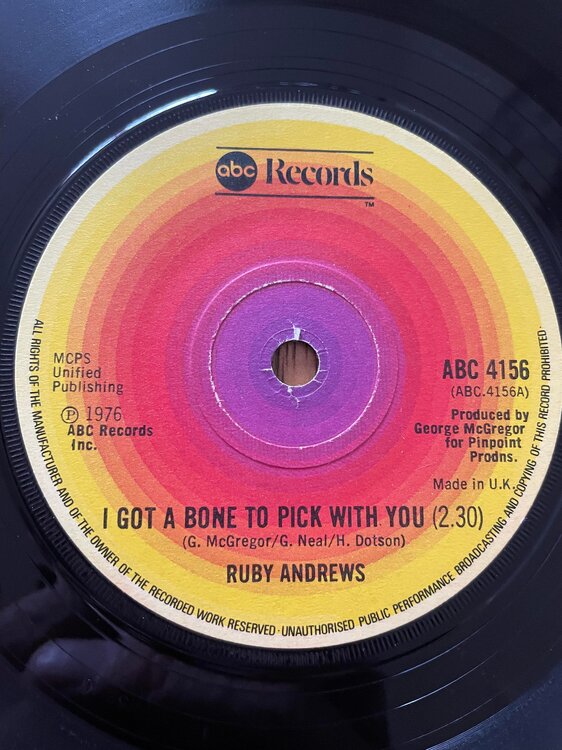 abc Records
TM
MCPS
Unified
Publishing
℗ 1976
ABC Records
Inc.
ABC 4156
(ABC.4156A)
Produced by
George McGregor
for Pinpoint
Prodns.
Made in U.K.
I GOT A BONE TO PICK WITH YOU (2.30)
(G. McGregor/G. Neal/H. Dotson)
RUBY ANDREWS
ALL RIGHTS OF THE MANUFACTURER AND OF THE OWNER OF THE RECORDED WORK RESERVED · UNAUTHORISED PUBLIC PERFORMANCE BROADCASTING AND COPYING OF THIS RECORD PROHIBITED ·